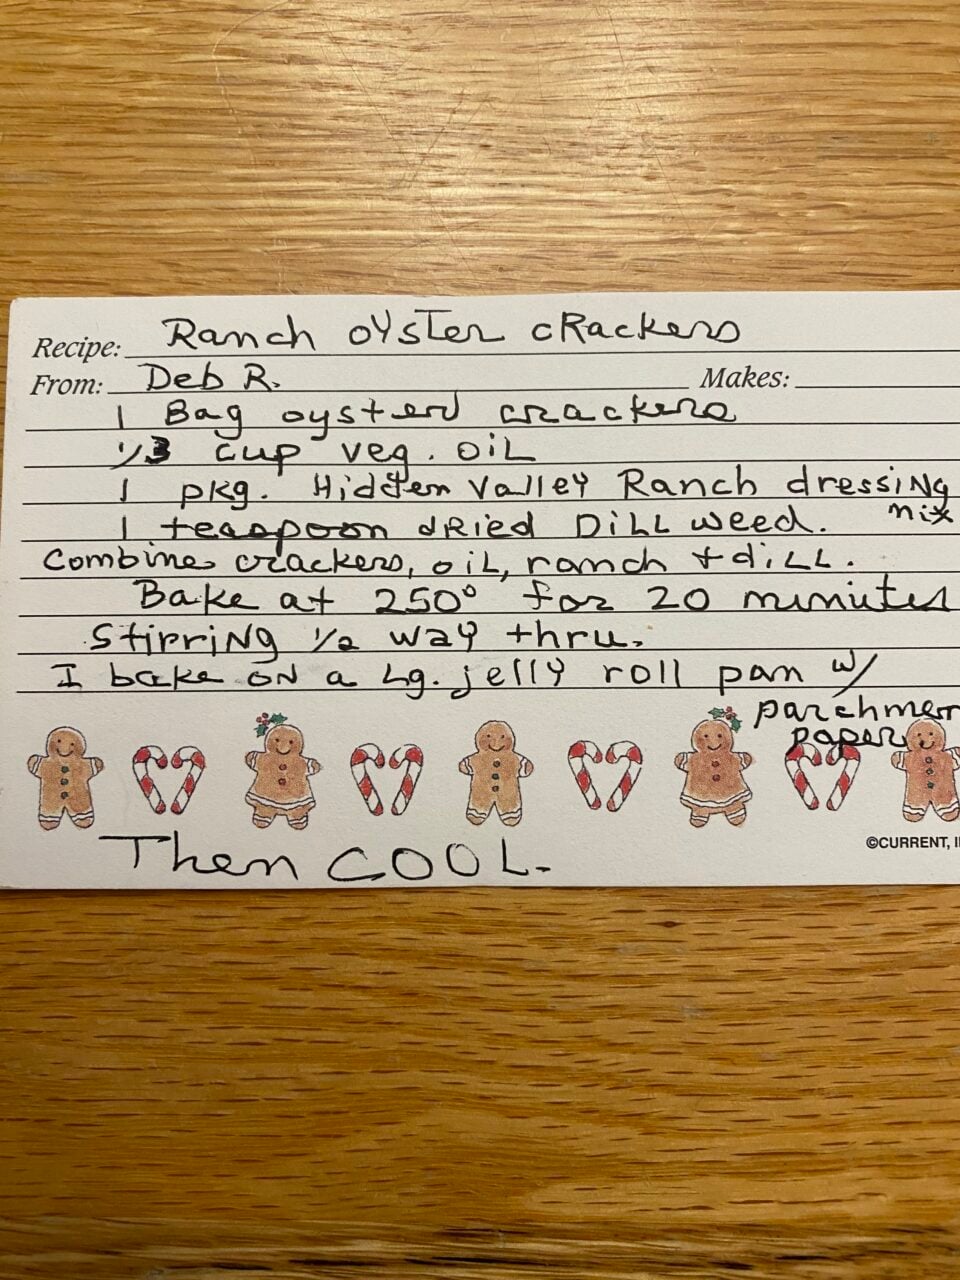 Recipe: Ranch oyster crackers
From: Deb R. Makes:
1 Bag oyster crackers
1/3 cup veg. oil
1 pkg. Hidden Valley Ranch dressing mix
1 teaspoon dried Dill weed.
Combine crackers, oil, ranch + dill.
Bake at 250° for 20 minutes
Stirring 1/2 way thru.
I bake on a Lg. jelly roll pan w/
parchmen
paper
Then COOL.
©CURRENT, I